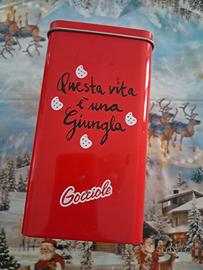 Questa vita
è una
Giungla
Gocciole